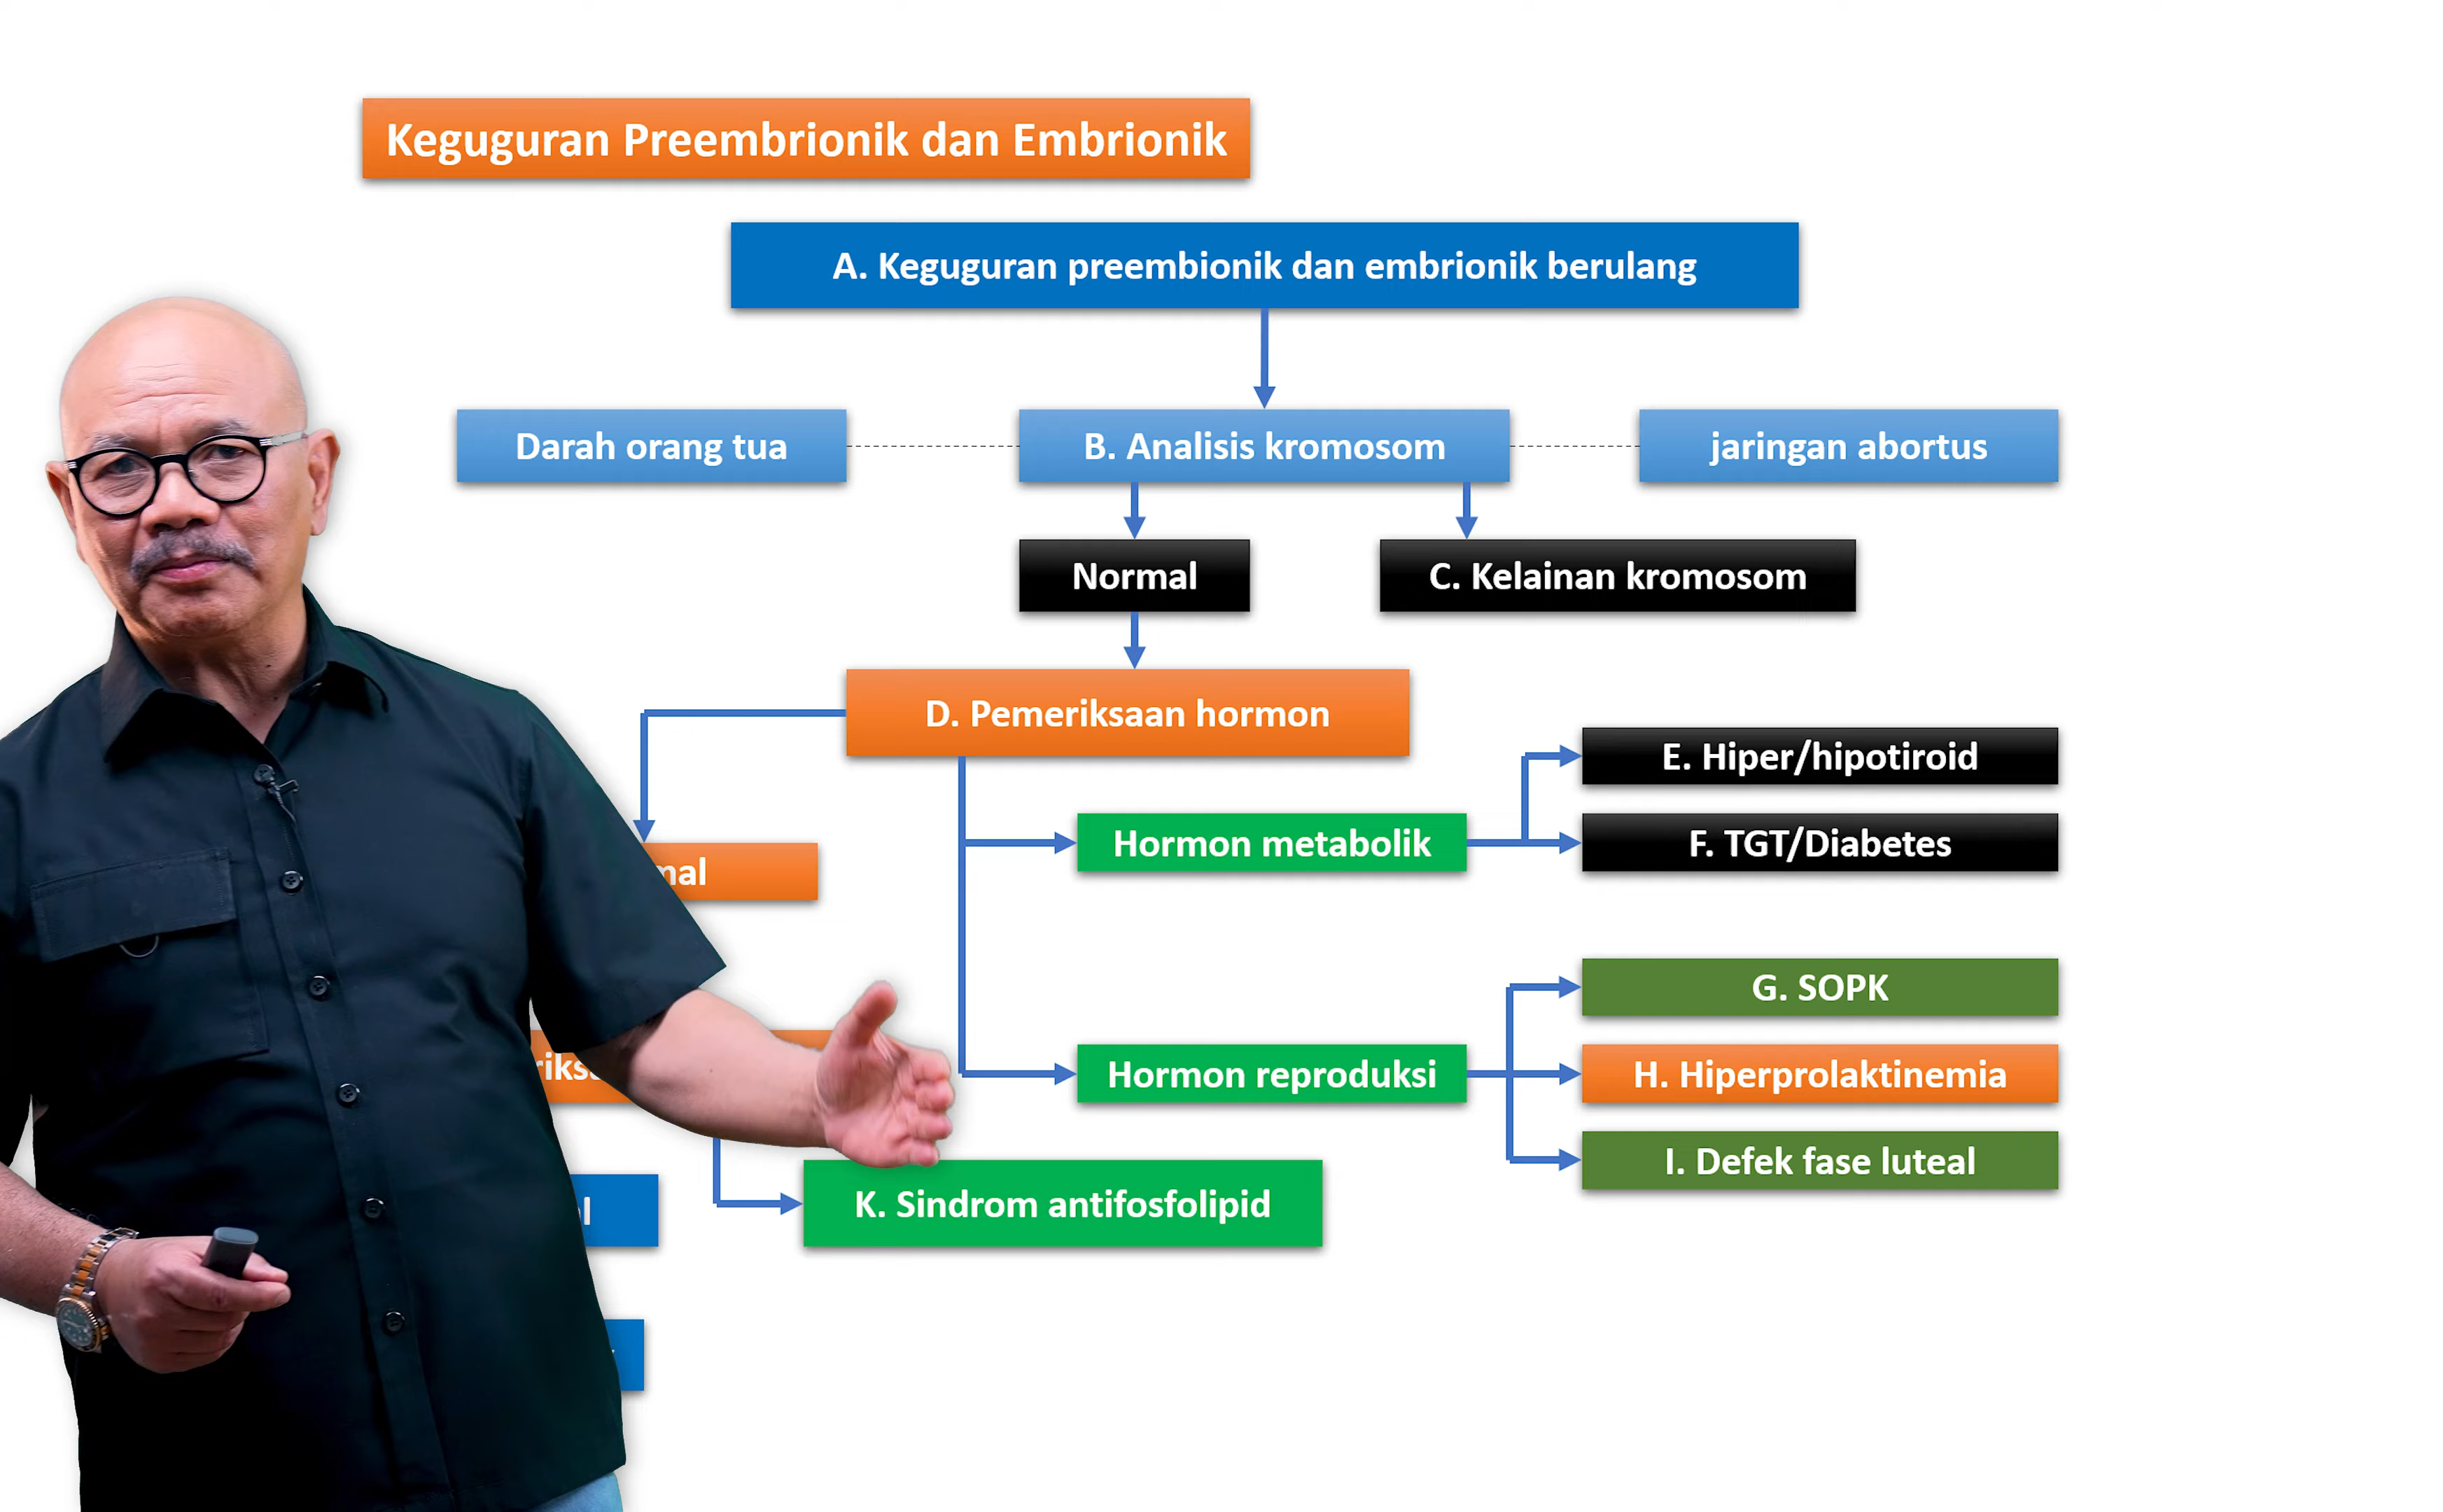 Keguguran Preembrionik dan Embrionik
A. Keguguran preembionik dan embrionik berulang
Darah orang tua
B. Analisis kromosom
jaringan abortus
Normal
C. Kelainan kromosom
D. Pemeriksaan hormon
E. Hiper/hipotiroid
Hormon metabolik
F. TGT/Diabetes
G. SOPK
Hormon reproduksi
H. Hiperprolaktinemia
I. Defek fase luteal
K. Sindrom antifosfolipid